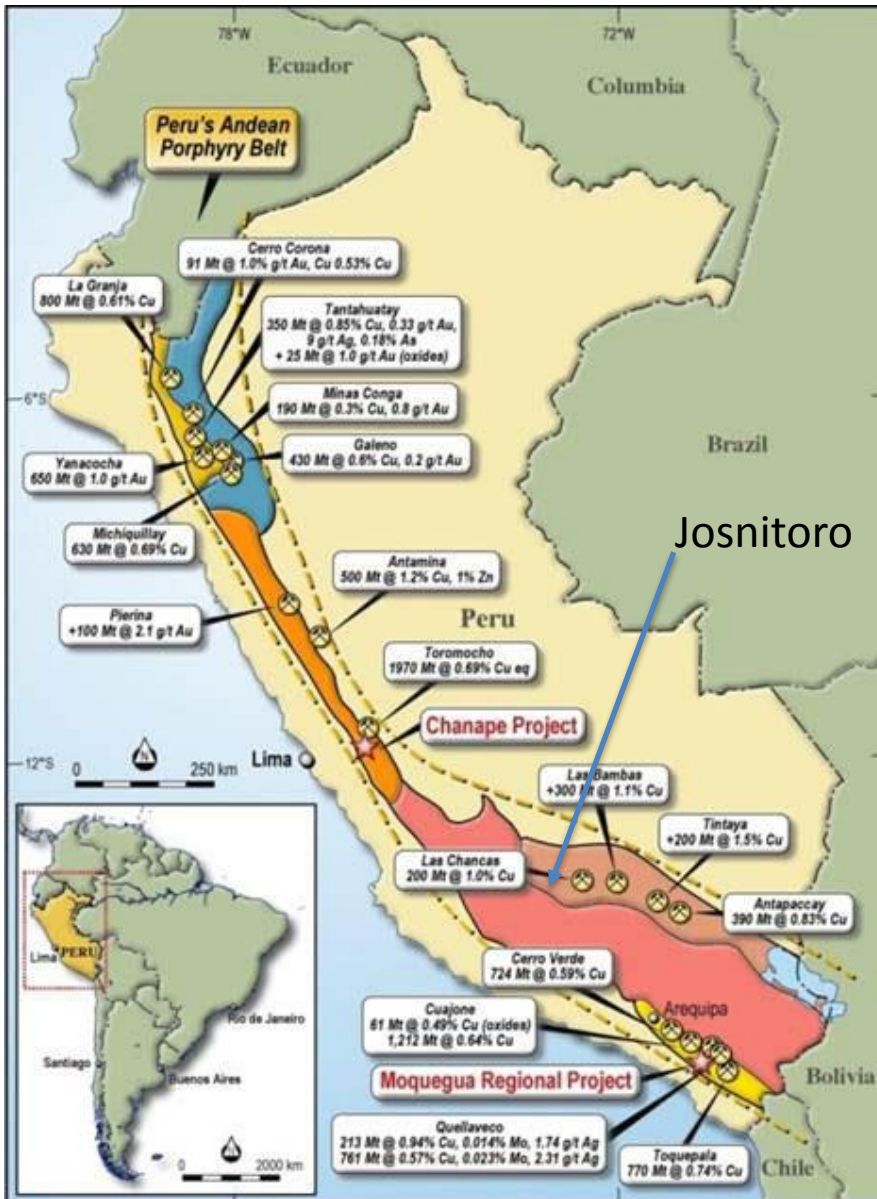 78°W
72°W
Ecuador
Columbia
Peru's Andean
Porphyry Belt
Cerro Corona
91 Mt @ 1.0% g/t Au, Cu 0.53% Cu
La Granja
800 Mt @ 0.61% Cu
Tantahuatay
350 Mt @ 0.85% Cu, 0.33 g/t Au,
9 g/t Ag, 0.18% As
+ 25 Mt @ 1.0 g/t Au (oxides)
6°S
Minas Conga
190 Mt @ 0.3% Cu, 0.8 g/t Au
Galeno
430 Mt @ 0.6% Cu, 0.2 g/t Au
Yanacocha
650 Mt @ 1.0 g/t Au
Brazil
Michiquillay
630 Mt @ 0.69% Cu
Josnitoro
Antamina
500 Mt @ 1.2% Cu, 1% Zn
Pierina
+100 Mt @ 2.1 g/t Au
Peru
Toromocho
1970 Mt @ 0.69% Cu eq
Chanape Project
Lima
12°S
N
0 250 km
Las Bambas
+300 Mt @ 1.1% Cu
Tintaya
+200 Mt @ 1.5% Cu
Las Chancas
200 Mt @ 1.0% Cu
Antapaccay
390 Mt @ 0.83% Cu
Cerro Verde
724 Mt @ 0.59% Cu
Arequipa
Cuajone
61 Mt @ 0.49% Cu (oxides)
1,212 Mt @ 0.64% Cu
Moquegua Regional Project
Bolivia
Quellaveco
213 Mt @ 0.94% Cu, 0.014% Mo, 1.74 g/t Ag
761 Mt @ 0.57% Cu, 0.023% Mo, 2.31 g/t Ag
Toquepala
770 Mt @ 0.74% Cu
Chile
Lima
PERU
Rio de Janeiro
Santiago
Buenos Aires
N
0 2000 km